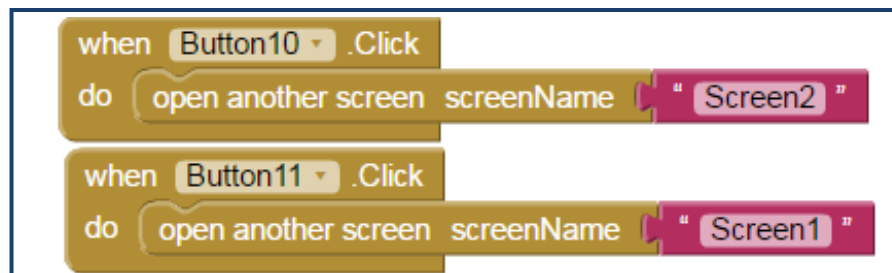 when Button10 .Click
do open another screen screenName “ Screen2 ”
when Button11 .Click
do open another screen screenName “ Screen1 ”